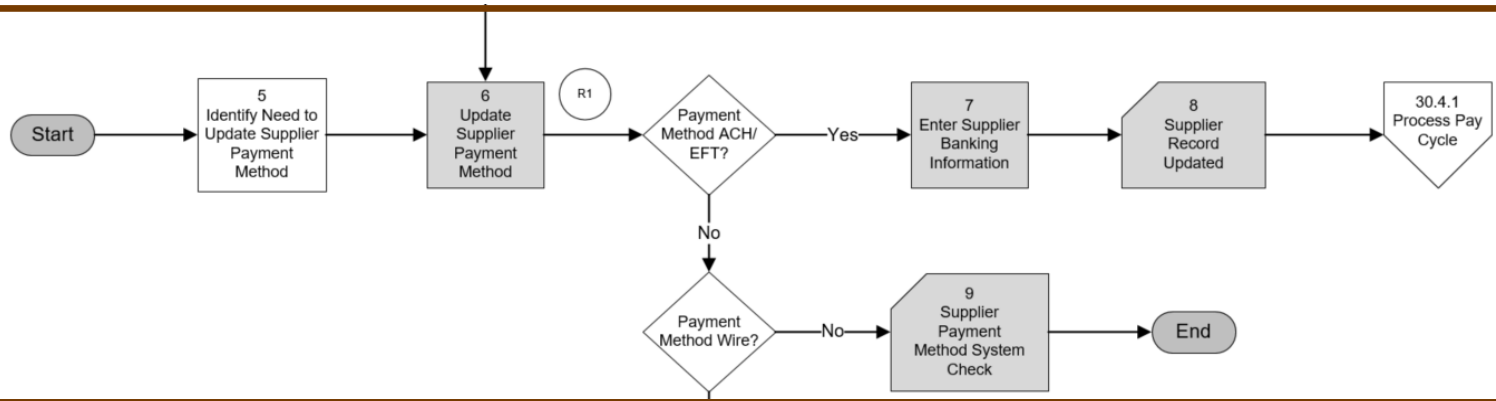 Start
5
Identify Need to
Update Supplier
Payment
Method
6
Update
Supplier
Payment
Method
R1
Payment
Method ACH/
EFT?
Yes
7
Enter Supplier
Banking
Information
8
Supplier
Record
Updated
30.4.1
Process Pay
Cycle
No
Payment
Method Wire?
No
9
Supplier
Payment
Method System
Check
End